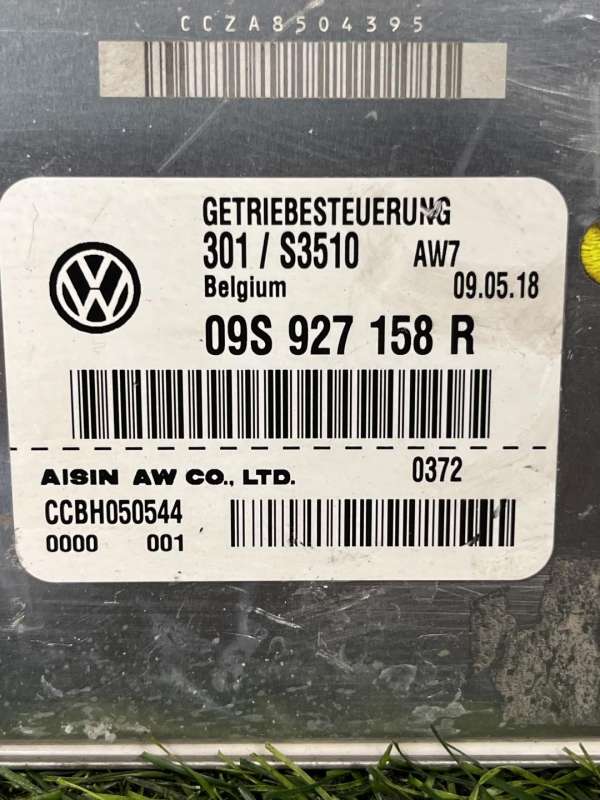 CCZA8504395
GETRIEBESTEUERUNG
301 / S3510 AW7
Belgium 09.05.18
09S 927 158 R
AISIN AW CO., LTD. 0372
CCBH050544
0000 001